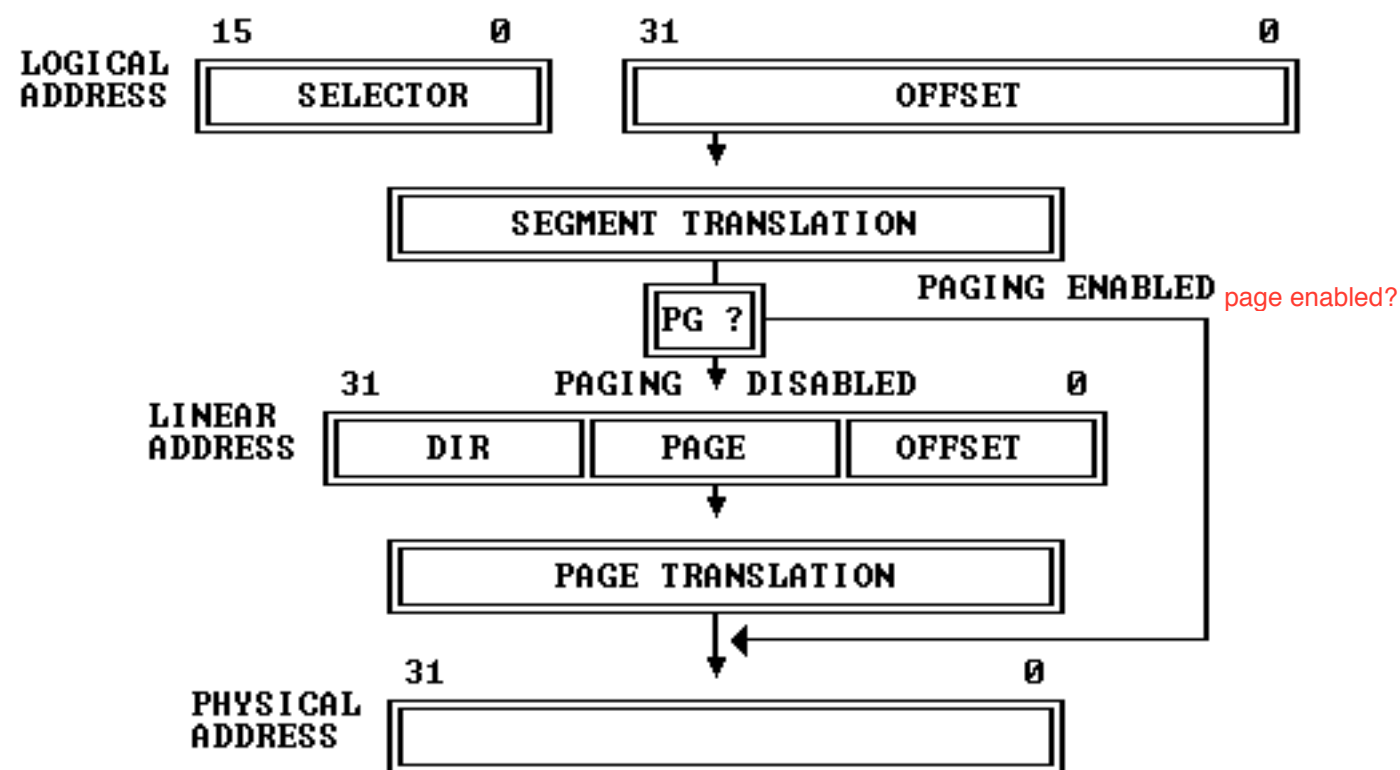 15 0 31 0
LOGICAL
ADDRESS
SELECTOR OFFSET
SEGMENT TRANSLATION
PAGING ENABLED page enabled?
PG ?
31 PAGING DISABLED 0
LINEAR
ADDRESS
DIR PAGE OFFSET
PAGE TRANSLATION
31 0
PHYSICAL
ADDRESS